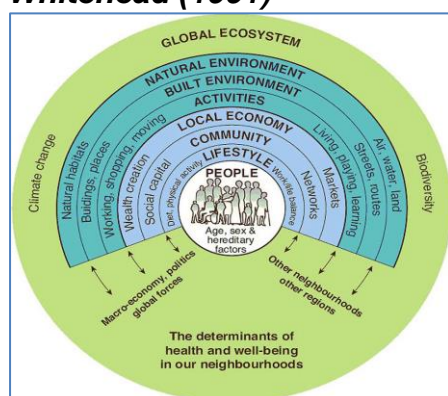 Whitehead (1991)
GLOBAL ECOSYSTEM
NATURAL ENVIRONMENT
BUILT ENVIRONMENT
ACTIVITIES
LOCAL ECONOMY
COMMUNITY
LIFESTYLE
PEOPLE
Age, sex &
hereditary
factors
Climate change
Natural habitats
Buidings, places
Working, shopping, moving
Wealth creation
Social capital
Diet, physical activity
Work/life balance
Networks
Markets
Living, playing, learning
Streets, routes
Air, water, land
Biodiversity
Macro-economy, politics
global forces
Other neighbourhoods
other regions
The determinants of
health and well-being
in our neighbourhoods